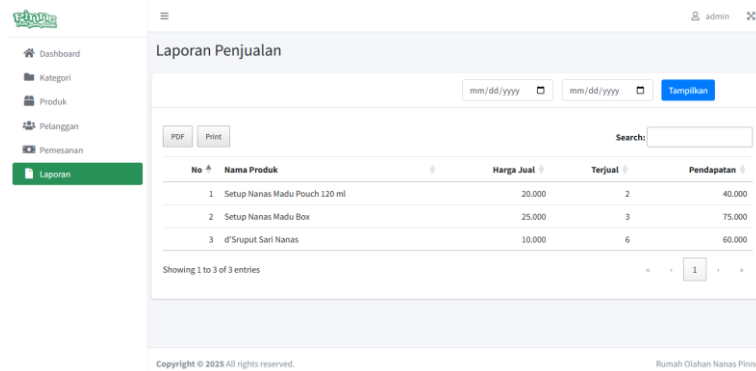 Pinne
admin
Dashboard
Kategori
Produk
Pelanggan
Pemesanan
Laporan
Laporan Penjualan
mm/dd/yyyy mm/dd/yyyy Tampilkan
PDF Print Search:
No Nama Produk Harga Jual Terjual Pendapatan
1 Setup Nanas Madu Pouch 120 ml 20.000 2 40.000
2 Setup Nanas Madu Box 25.000 3 75.000
3 d'Sruput Sari Nanas 10.000 6 60.000
Showing 1 to 3 of 3 entries « ‹ 1 › »
Copyright © 2025 All rights reserved. Rumah Olahan Nanas Pinn